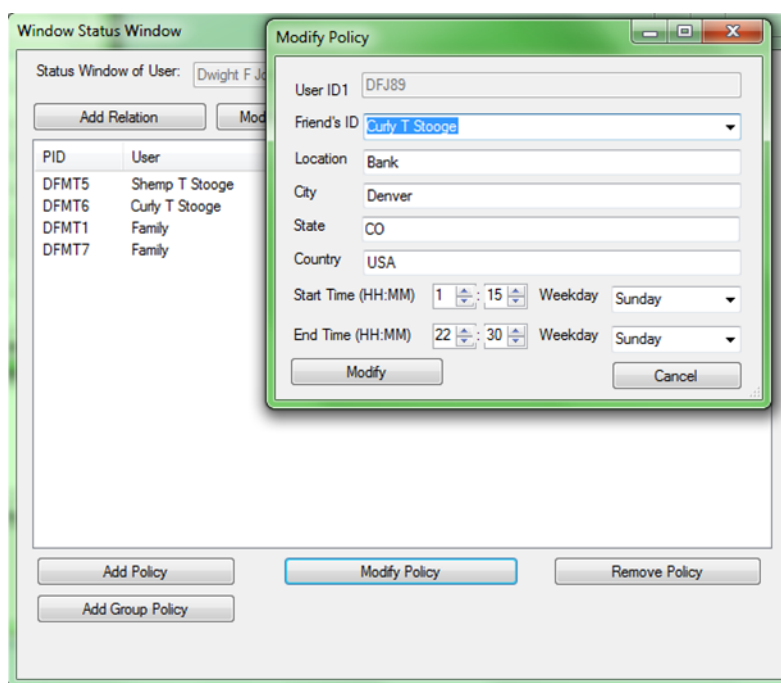 Window Status Window
Status Window of User: Dwight F
Add Relation
PID User
DFMT5 Shemp T Stooge
DFMT6 Curly T Stooge
DFMT1 Family
DFMT7 Family
Modify Policy
User ID1 DFJ89
Friend's ID Curly T Stooge
Location Bank
City Denver
State CO
Country USA
Start Time (HH:MM) 1 : 15 Weekday Sunday
End Time (HH:MM) 22 : 30 Weekday Sunday
Modify Cancel
Add Policy Modify Policy Remove Policy
Add Group Policy